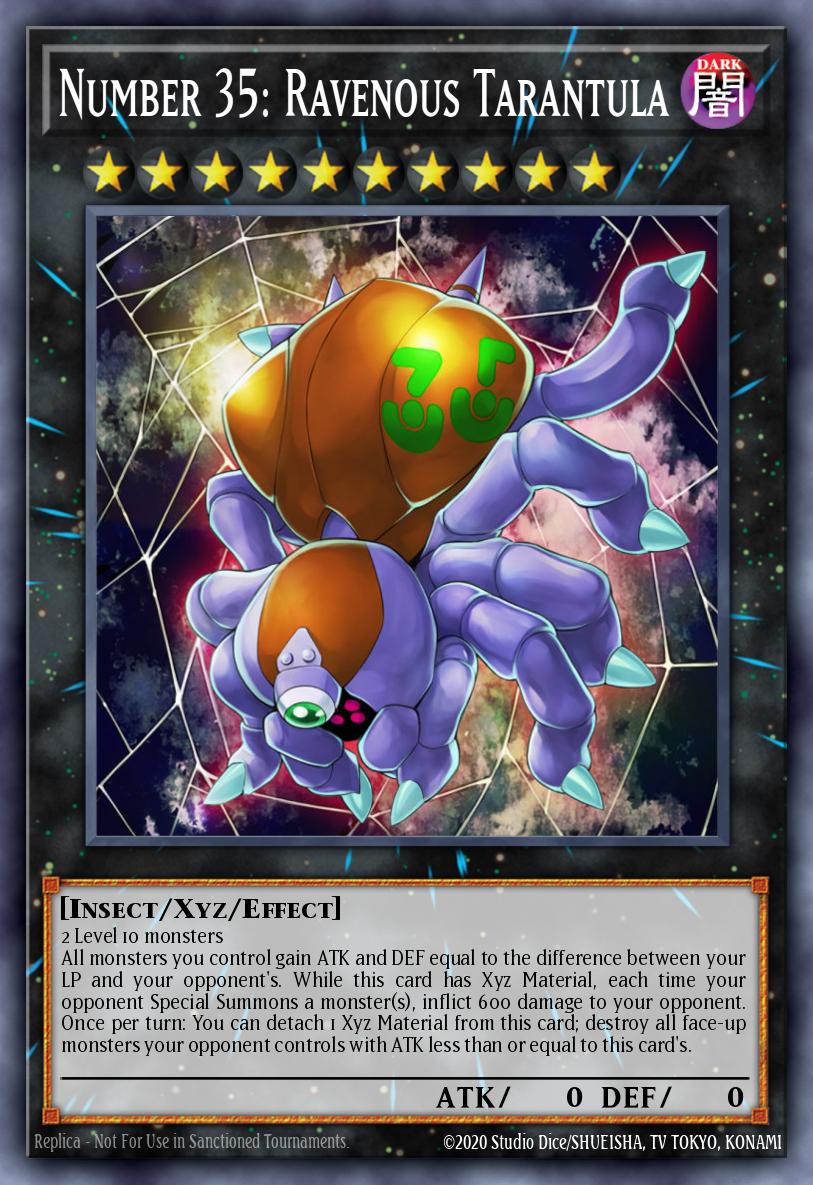 Number 35: Ravenous Tarantula
DARK
闇
35
[Insect/Xyz/Effect]
2 Level 10 monsters
All monsters you control gain ATK and DEF equal to the difference between your
LP and your opponent's. While this card has Xyz Material, each time your
opponent Special Summons a monster(s), inflict 600 damage to your opponent.
Once per turn: You can detach 1 Xyz Material from this card; destroy all face-up
monsters your opponent controls with ATK less than or equal to this card's.
ATK/ 0 DEF/ 0
Replica - Not For Use in Sanctioned Tournaments.
©2020 Studio Dice/SHUEISHA, TV TOKYO, KONAMI